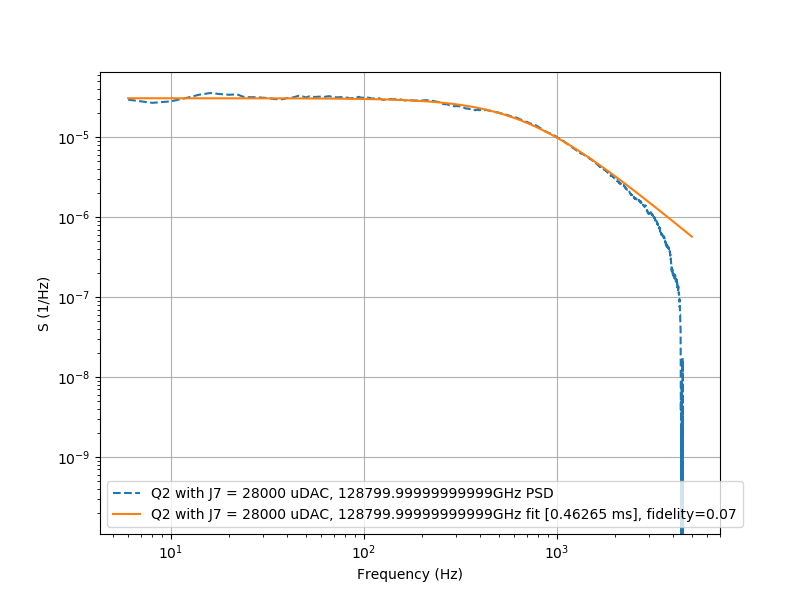 S (1/Hz)
10⁻⁵
10⁻⁶
10⁻⁷
10⁻⁸
10⁻⁹
Q2 with J7 = 28000 uDAC, 128799.99999999999GHz PSD
Q2 with J7 = 28000 uDAC, 128799.99999999999GHz fit [0.46265 ms], fidelity=0.07
10¹ 10² 10³
Frequency (Hz)